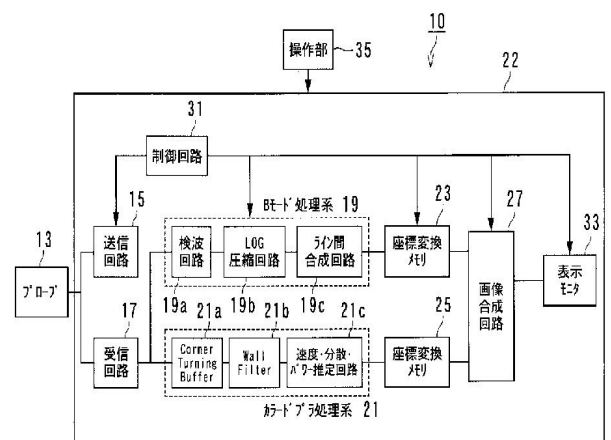 10
操作部
35
22
31
制御回路
15
Bモード処理系 19
23
27
送信
回路
検波
回路
LOG
圧縮回路
ライン間
合成回路
座標変換
メモリ
33
13
プローブ
19a
19b
19c
画像
合成
回路
表示
モニタ
17
21a
21b
21c
25
受信
回路
Corner
Turning
Buffer
Wall
Filter
速度・分散・
パワー推定回路
座標変換
メモリ
カラードプラ処理系 21